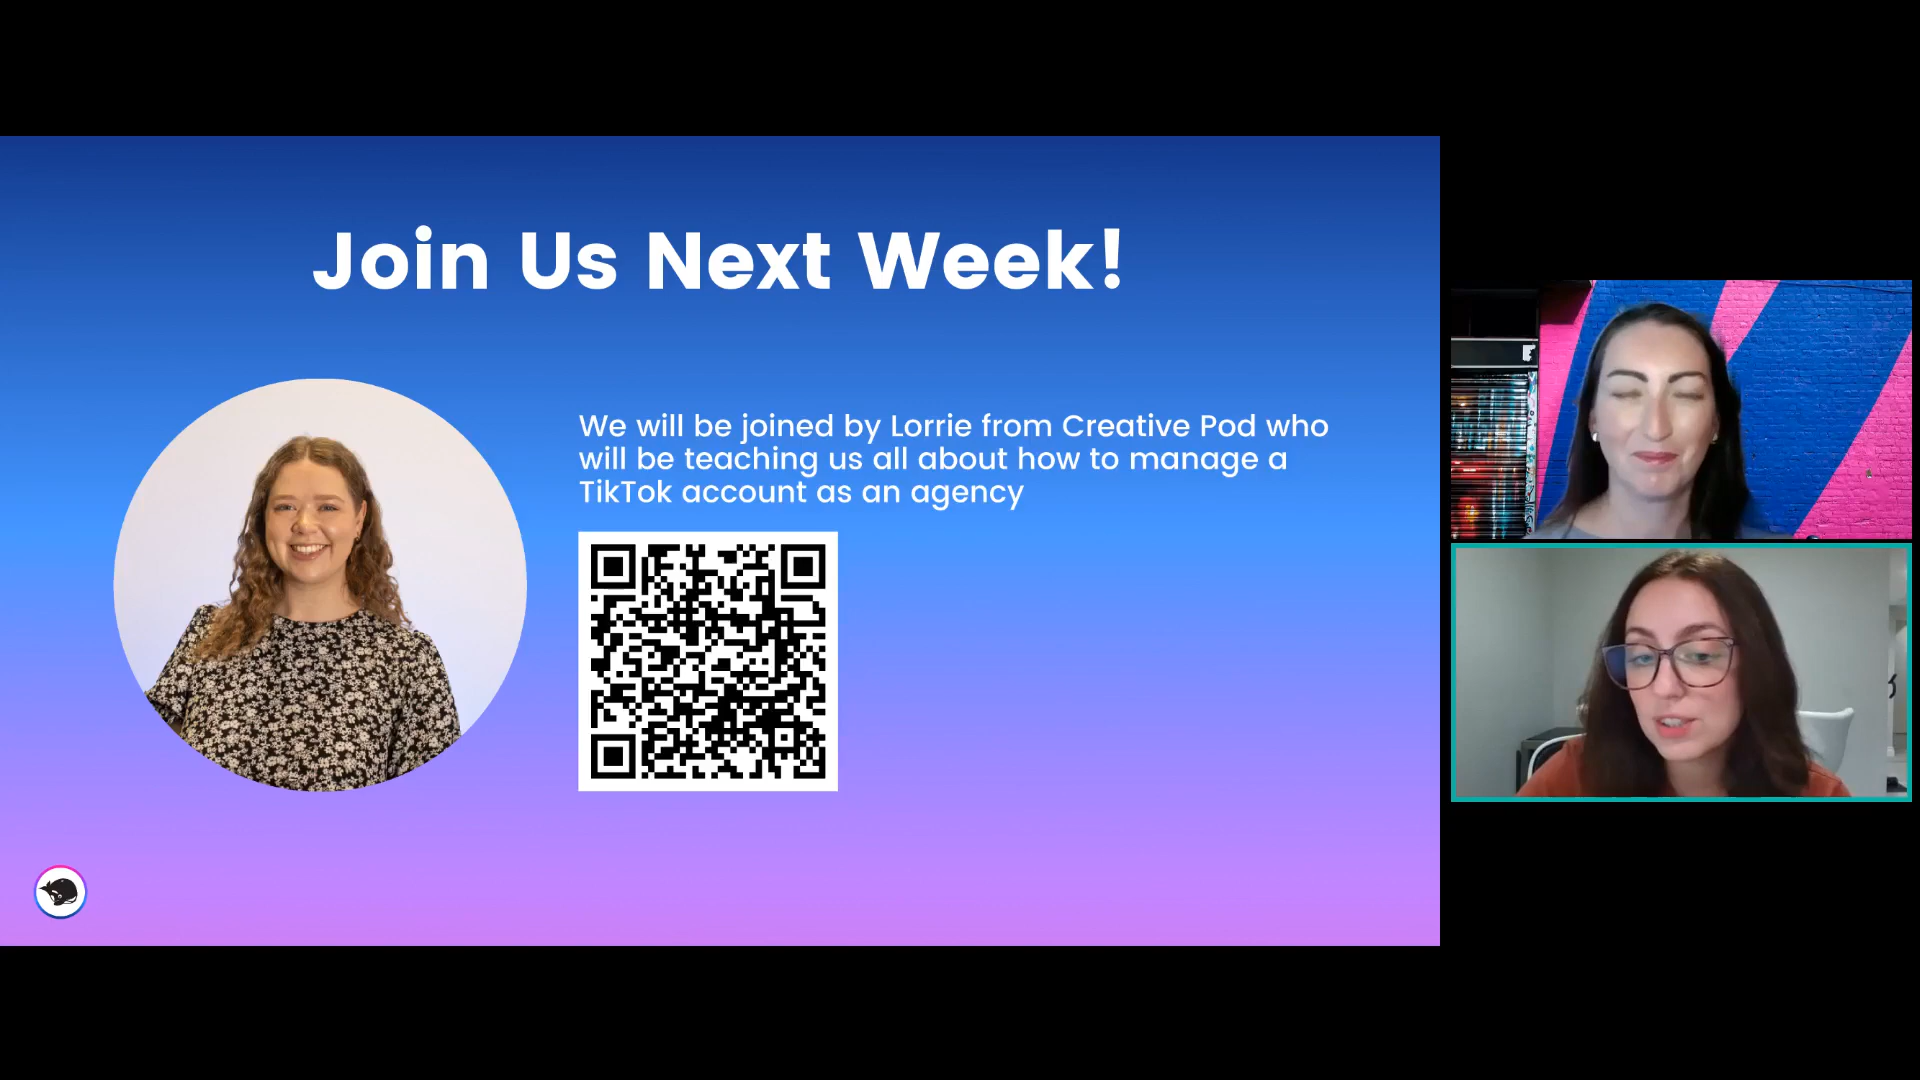 Join Us Next Week!
We will be joined by Lorrie from Creative Pod who
will be teaching us all about how to manage a
TikTok account as an agency